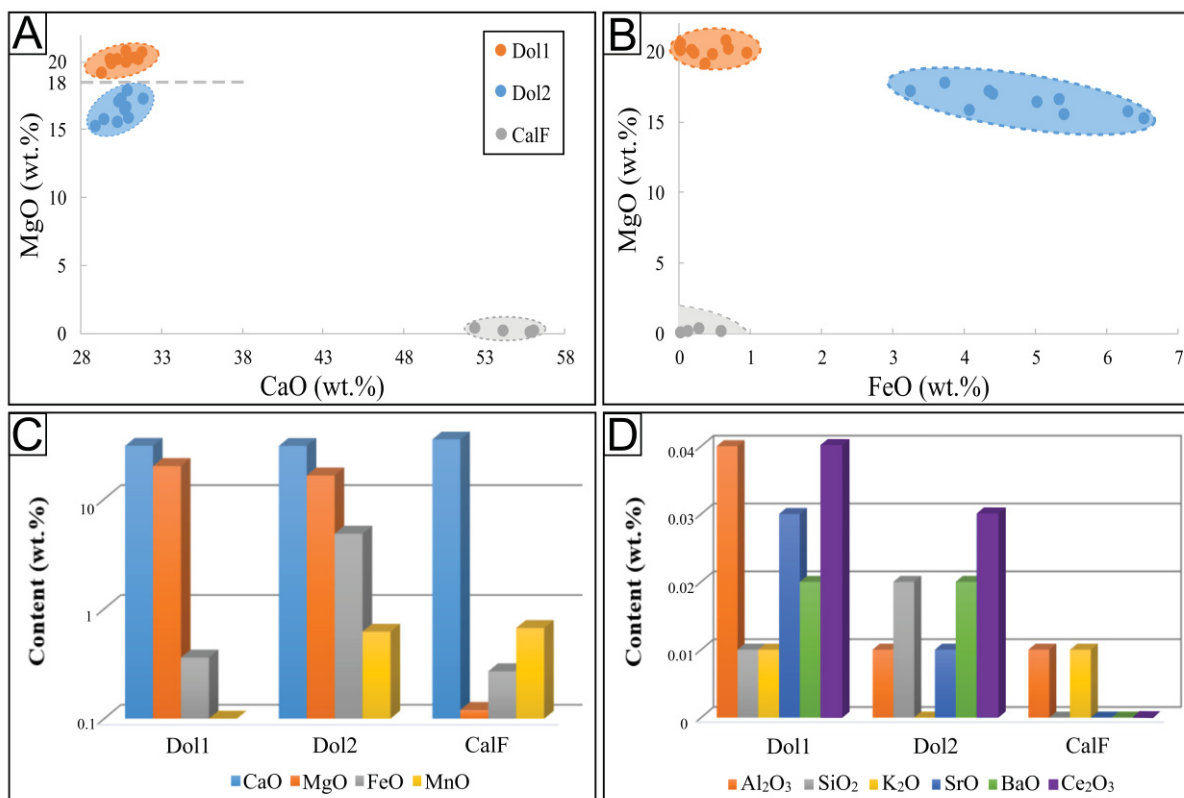 A
MgO (wt.%)
20
18
15
10
5
0
28
33
38
43
48
53
58
CaO (wt.%)
Dol1
Dol2
CalF
B
MgO (wt.%)
20
15
10
5
0
0
1
2
3
4
5
6
7
FeO (wt.%)
C
Content (wt.%)
10
1
0.1
Dol1
Dol2
CalF
CaO MgO FeO MnO
D
Content (wt.%)
0.04
0.03
0.02
0.01
0
Dol1
Dol2
CalF
Al₂O₃ SiO₂ K₂O SrO BaO Ce₂O₃